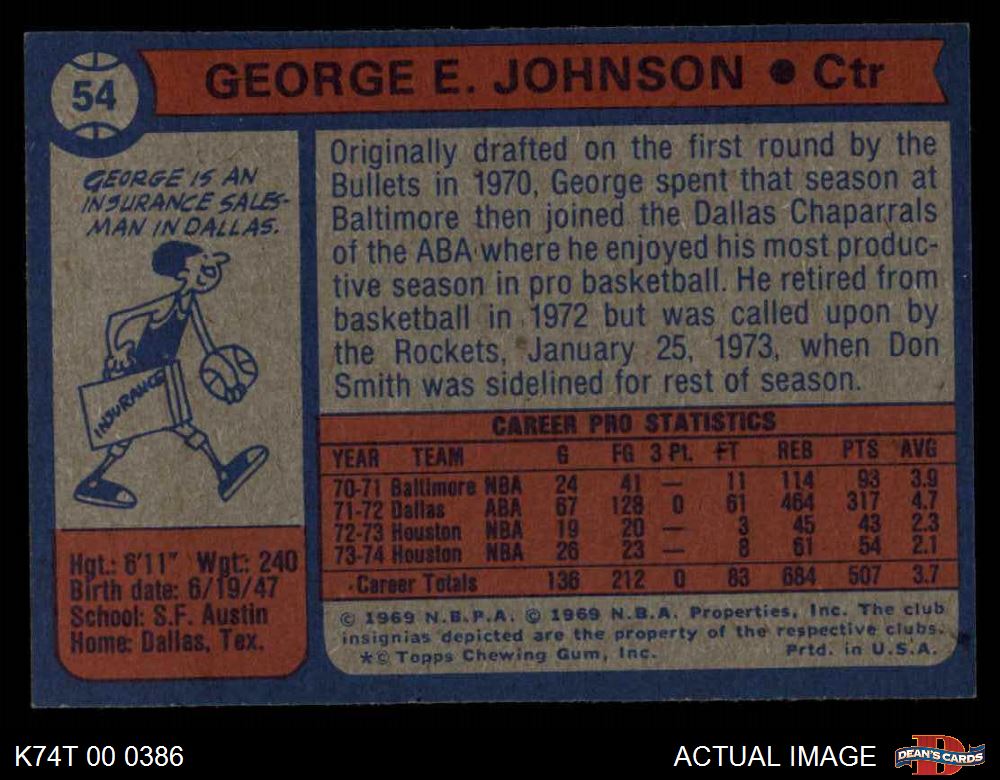 54
GEORGE E. JOHNSON • Ctr
GEORGE IS AN
INSURANCE SALES-
MAN IN DALLAS.
INSURANCE
Originally drafted on the first round by the
Bullets in 1970, George spent that season at
Baltimore then joined the Dallas Chaparrals
of the ABA where he enjoyed his most produc-
tive season in pro basketball. He retired from
basketball in 1972 but was called upon by
the Rockets, January 25, 1973, when Don
Smith was sidelined for rest of season.
CAREER PRO STATISTICS
YEAR TEAM G FG 3 Pt. FT REB PTS AVG
70-71 Baltimore NBA 24 41 — 11 114 93 3.9
71-72 Dallas ABA 67 128 0 61 464 317 4.7
72-73 Houston NBA 19 20 — 3 45 43 2.3
73-74 Houston NBA 26 23 — 8 61 54 2.1
Career Totals 136 212 0 83 684 507 3.7
Hgt.: 6'11" Wgt.: 240
Birth date: 6/19/47
School: S.F. Austin
Home: Dallas, Tex.
© 1969 N.B.P.A. © 1969 N.B.A. Properties, Inc. The club
insignias depicted are the property of the respective clubs.
*© Topps Chewing Gum, Inc. Prtd. in U.S.A.
K74T 00 0386
ACTUAL IMAGE
D
DEAN'S CARDS